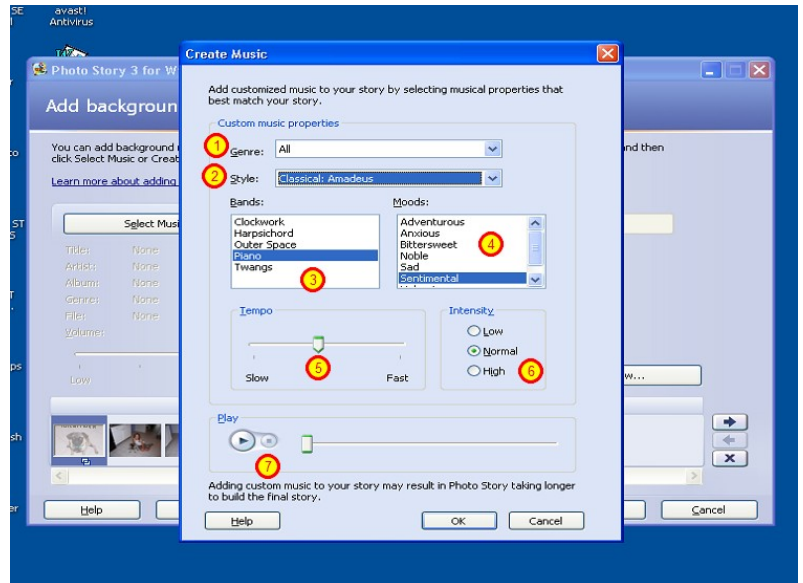 SE
avast!
Antivirus
Photo Story 3 for W
Add backgroun
You can add background
click Select Music or Creat
nd then
Learn more about adding
Select Musi
Title: None
Artist: None
Album: None
Genre: None
File: None
Volume:
Low
w...
Help
Cancel
co
ST
S
T
ps
sh
er
Create Music
Add customized music to your story by selecting musical properties that
best match your story.
Custom music properties
1 Genre: All
2 Style: Classical: Amadeus
Bands: Moods:
Clockwork
Harpsichord
Outer Space
Piano
Twangs
3
Adventurous
Anxious
Bittersweet
Noble
Sad
Sentimental
4
Tempo
5
Slow Fast
Intensity
Low
Normal
High 6
Play
7
Adding custom music to your story may result in Photo Story taking longer
to build the final story.
Help OK Cancel